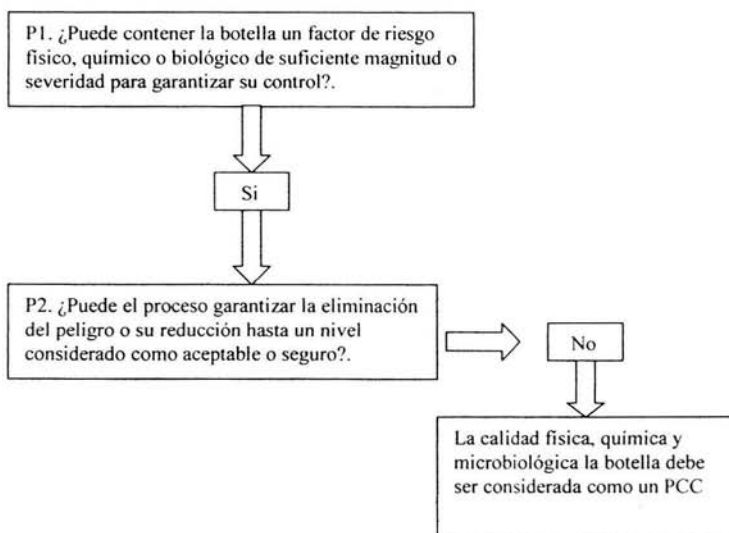 P1. ¿Puede contener la botella un factor de riesgo
físico, químico o biológico de suficiente magnitud o
severidad para garantizar su control?.
Si
P2. ¿Puede el proceso garantizar la eliminación
del peligro o su reducción hasta un nivel
considerado como aceptable o seguro?.
No
La calidad física, química y
microbiológica la botella debe
ser considerada como un PCC